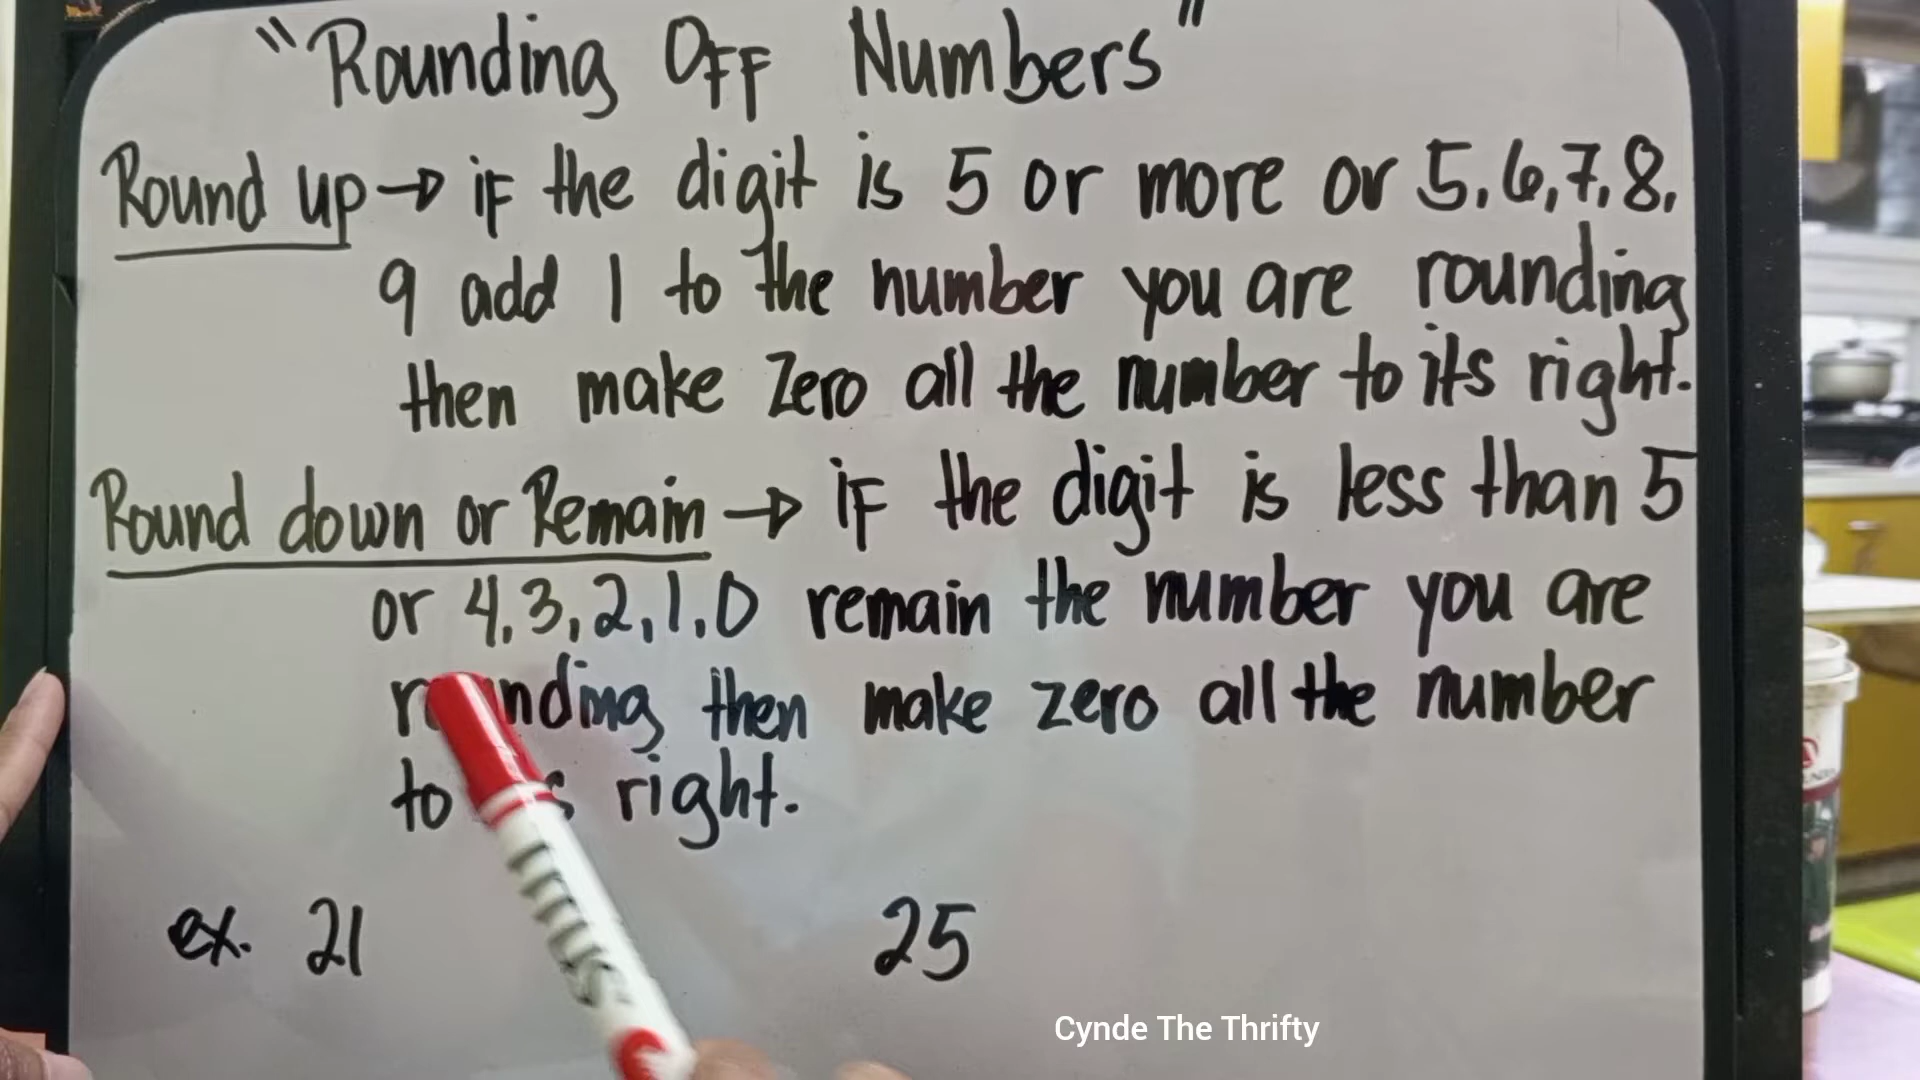 "Rounding Off Numbers"
Round up → if the digit is 5 or more or 5,6,7,8,
9 add 1 to the number you are rounding
then make zero all the number to its right.
Round down or Remain → if the digit is less than 5
or 4,3,2,1,0 remain the number you are
then make zero all the number
to right.
ex. 21 25
Cynde The Thrifty